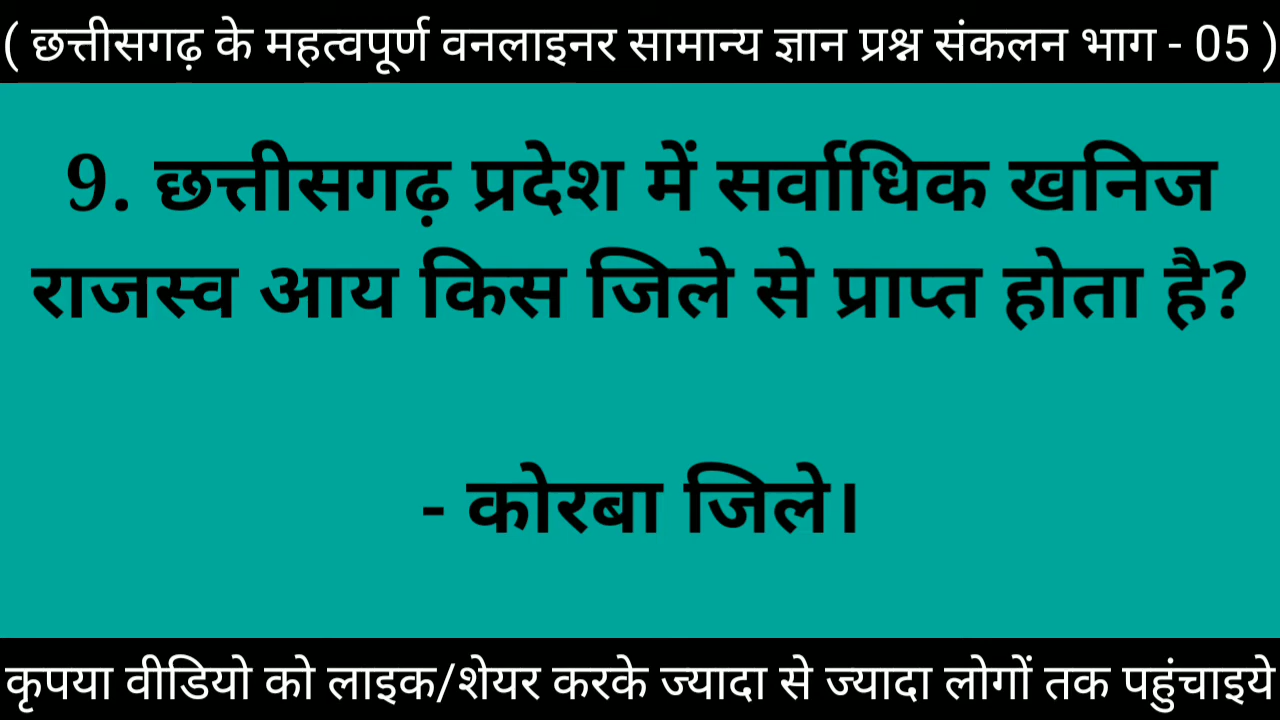 ( छत्तीसगढ़ के महत्वपूर्ण वनलाइनर सामान्य ज्ञान प्रश्न संकलन भाग - 05 )
9. छत्तीसगढ़ प्रदेश में सर्वाधिक खनिज
राजस्व आय किस जिले से प्राप्त होता है?
- कोरबा जिले।
कृपया वीडियो को लाइक/शेयर करके ज्यादा से ज्यादा लोगों तक पहुंचाइये